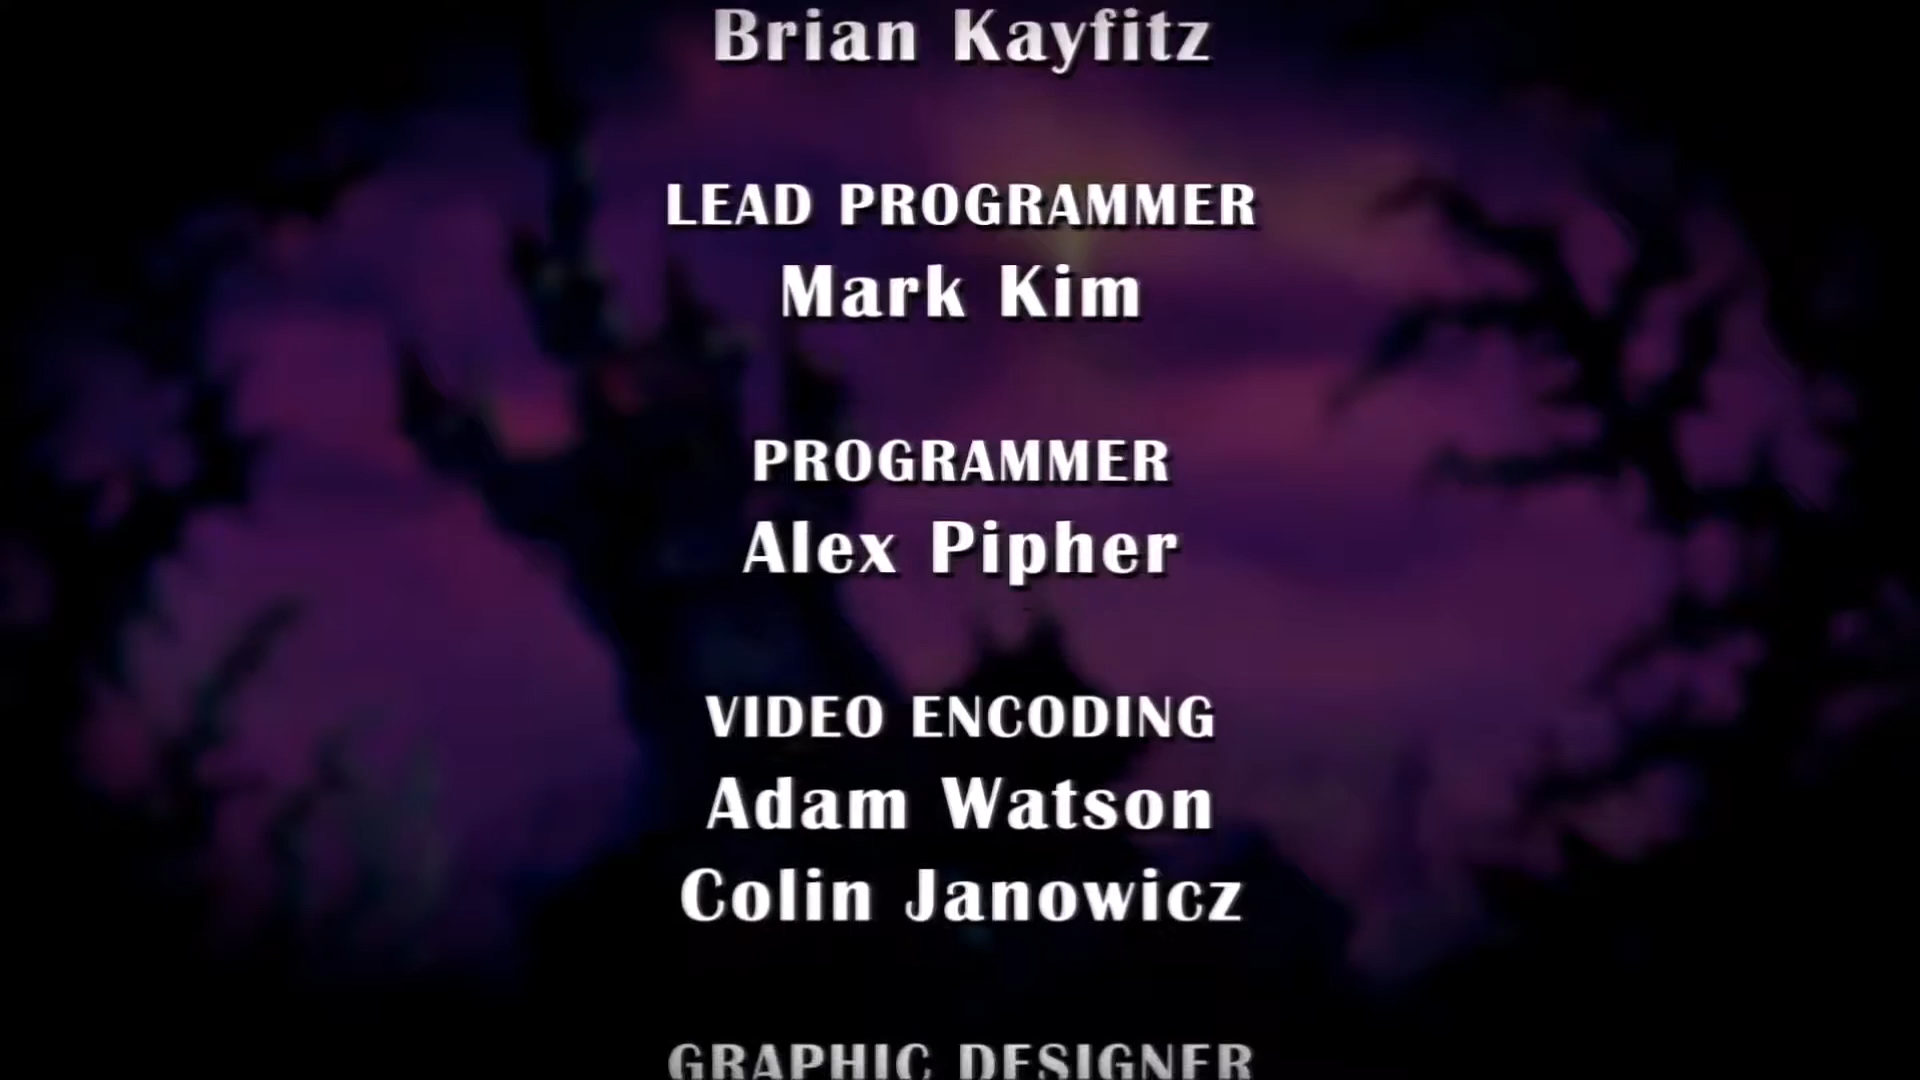 Brian Kayfitz
LEAD PROGRAMMER
Mark Kim
PROGRAMMER
Alex Pipher
VIDEO ENCODING
Adam Watson
Colin Janowicz
GRAPHIC DESIGNER